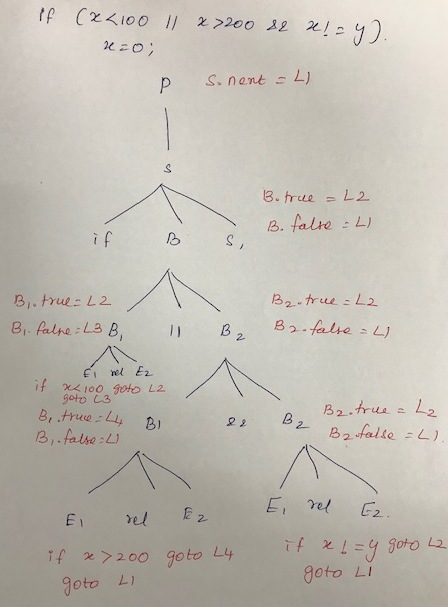 if (x<100 || x>200 && x!=y).
x=0;
P S.next = L1
S
B.true = L2
B.false = L1
if B S1
B1.true = L2 B2.true = L2
B1.false = L3 B1 || B2 B2.false = L1
E1 rel E2
if x<100 goto L2
goto L3
B1.true = L4 B1 && B2 B2.true = L2
B1.false = L1 B2.false = L1.
E1 rel E2 E1 rel E2.
if x>200 goto L4 if x!=y goto L2
goto L1 goto L1